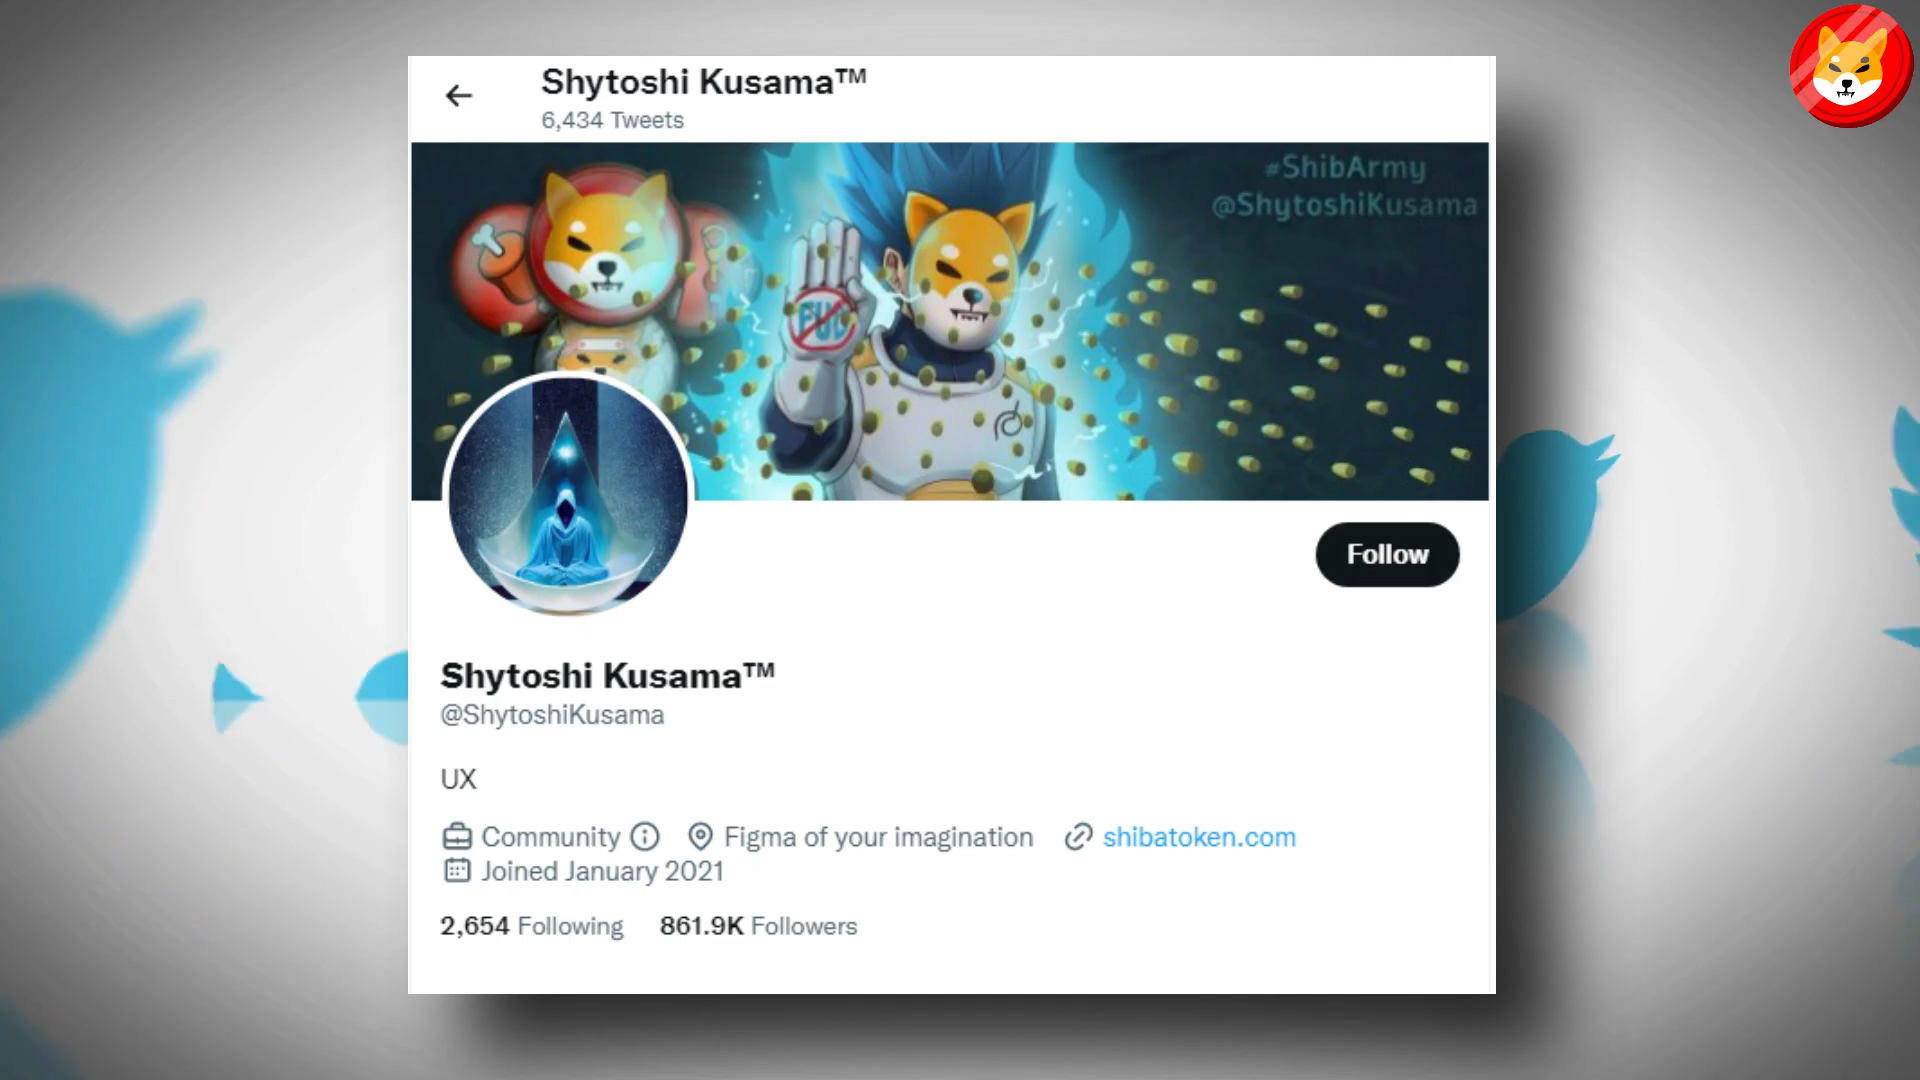 Shytoshi Kusama™
6,434 Tweets
#ShibArmy
@ShytoshiKusama
FUD
Follow
Shytoshi Kusama™
@ShytoshiKusama
UX
Community Figma of your imagination shibatoken.com
Joined January 2021
2,654 Following 861.9K Followers